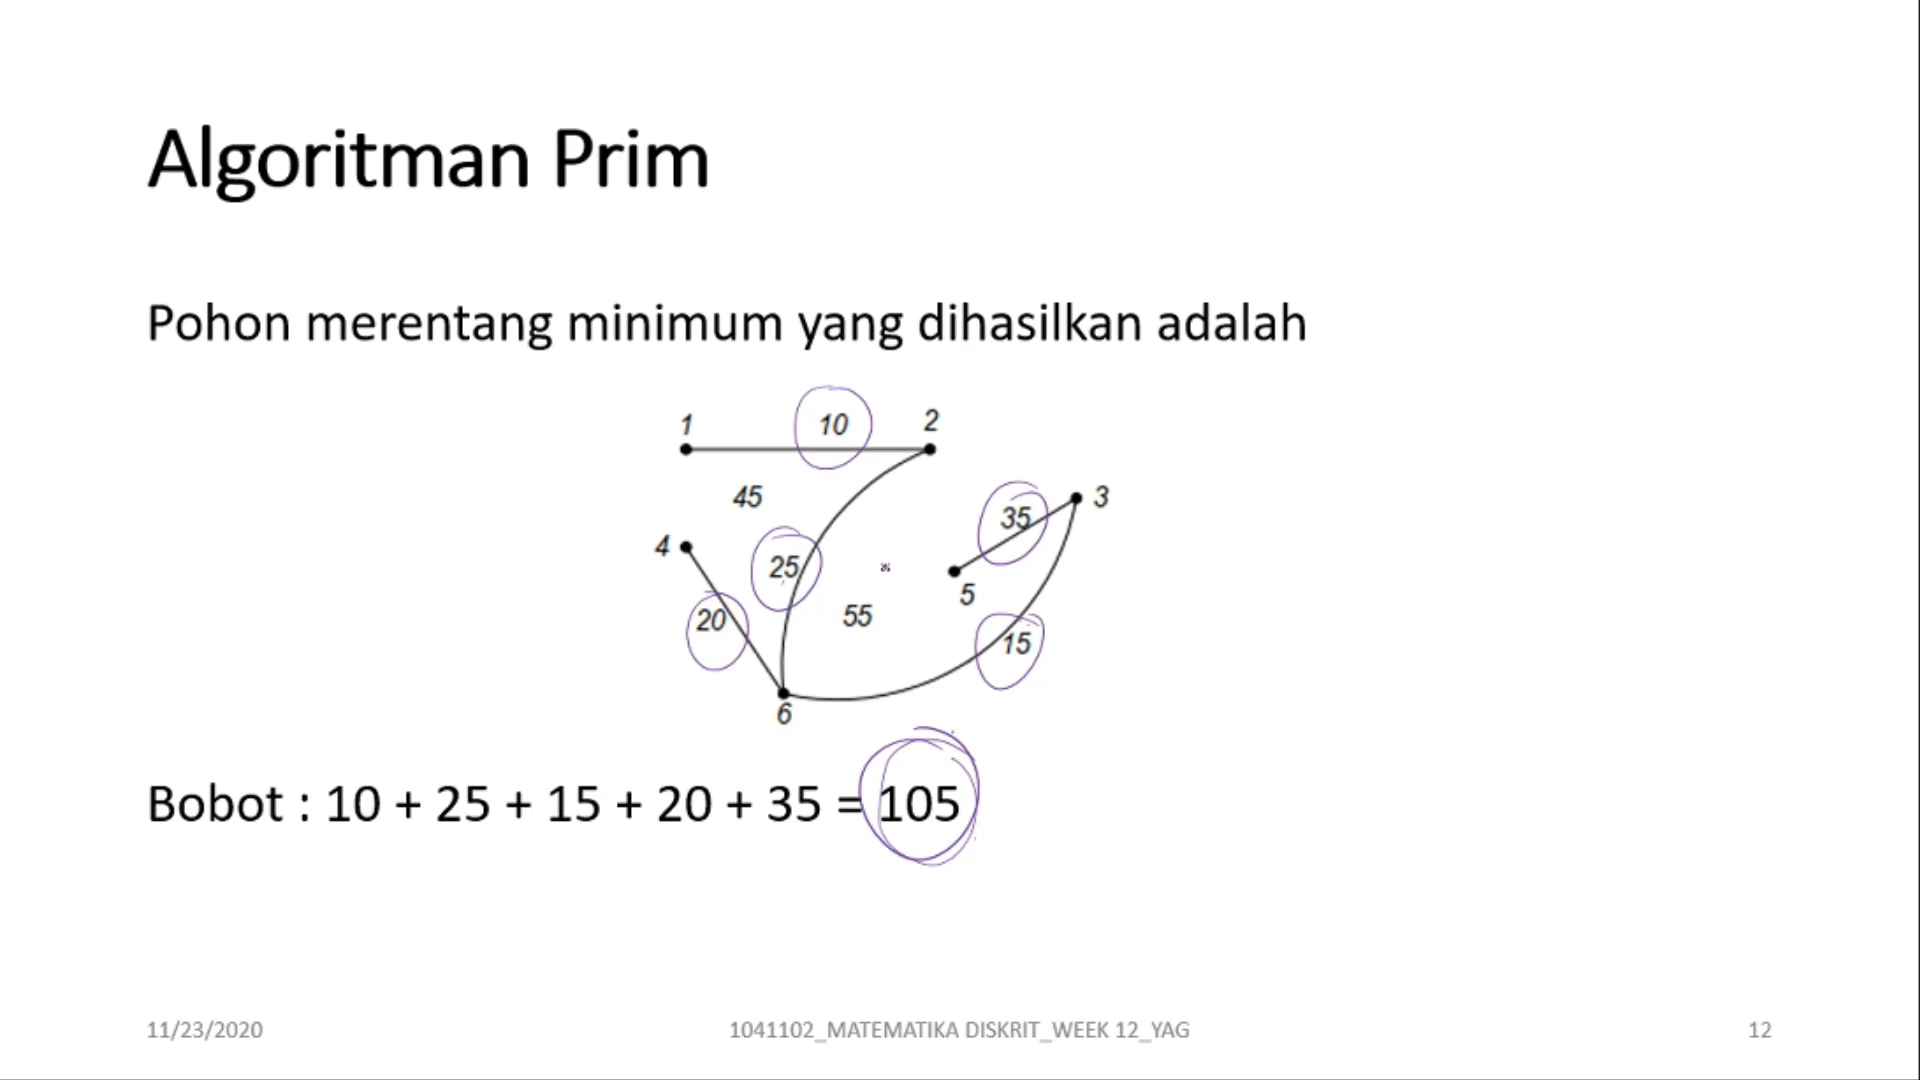 Algoritman Prim
Pohon merentang minimum yang dihasilkan adalah
1 10 2
45
35 3
4 25
5
20 55
15
6
Bobot : 10 + 25 + 15 + 20 + 35 = 105
11/23/2020 1041102_MATEMATIKA DISKRIT_WEEK 12_YAG 12